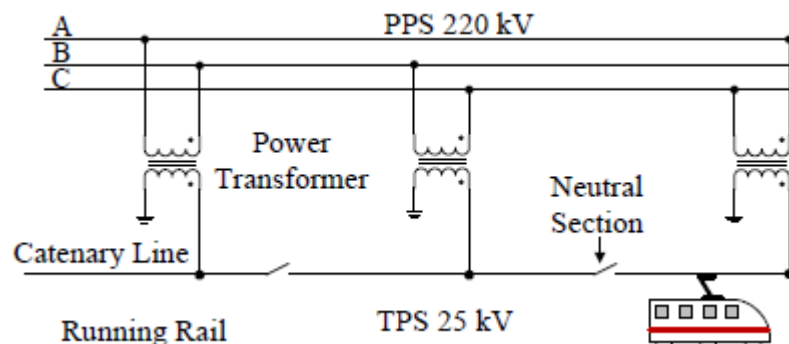 A
PPS 220 kV
B
C
Power
Transformer
Neutral
Section
Catenary Line
TPS 25 kV
Running Rail